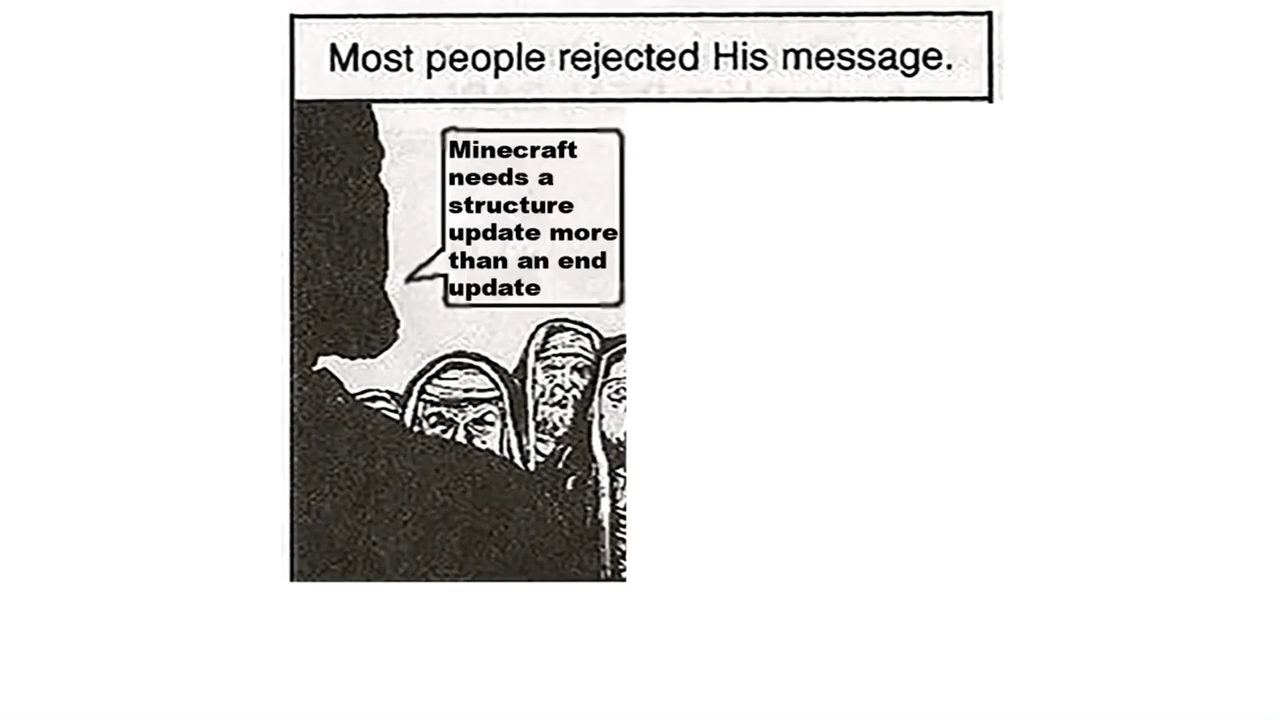 Most people rejected His message.
Minecraft
needs a
structure
update more
than an end
update